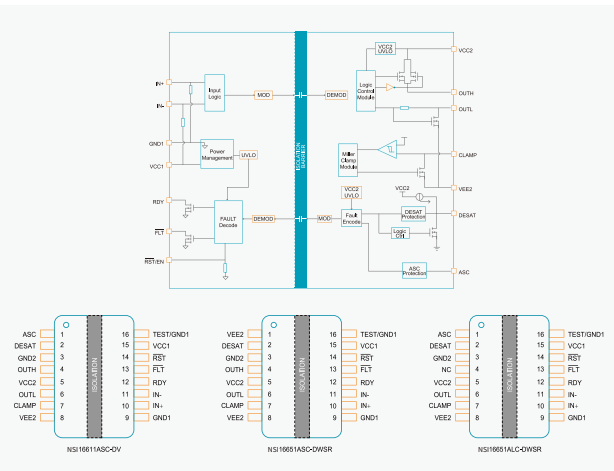 VCC2
UVLO
VCC2
IN+
Input
Logic
MOD
DEMOD
Logic
Control
Module
OUTH
IN-
OUTL
ISOLATION
BARRIER
GND1
Power
Management
UVLO
Miller
Clamp
Module
CLAMP
VCC1
VEE2
VCC2
UVLO
VCC2
RDY
FAULT
Decode
DEMOD
MOD
Fault
Encode
DESAT
Protection
DESAT
FLT
Logic
RST/EN
ASC
Protection
ASC
ASC 1 16 TEST/GND1
DESAT 2 15 VCC1
GND2 3 14 RST
OUTH 4 13 FLT
VCC2 5 12 RDY
OUTL 6 11 IN-
CLAMP 7 10 IN+
VEE2 8 9 GND1
ISOLATION
NSI16611ASC-DV
VEE2 1 16 TEST/GND1
DESAT 2 15 VCC1
GND2 3 14 RST
OUTH 4 13 FLT
VCC2 5 12 RDY
OUTL 6 11 IN-
CLAMP 7 10 IN+
VEE2 8 9 GND1
ISOLATION
NSI16651ASC-DWSR
ASC 1 16 TEST/GND1
DESAT 2 15 VCC1
GND2 3 14 RST
NC 4 13 FLT
VCC2 5 12 RDY
OUTL 6 11 IN-
CLAMP 7 10 IN+
VEE2 8 9 GND1
ISOLATION
NSI16651ALC-DWSR